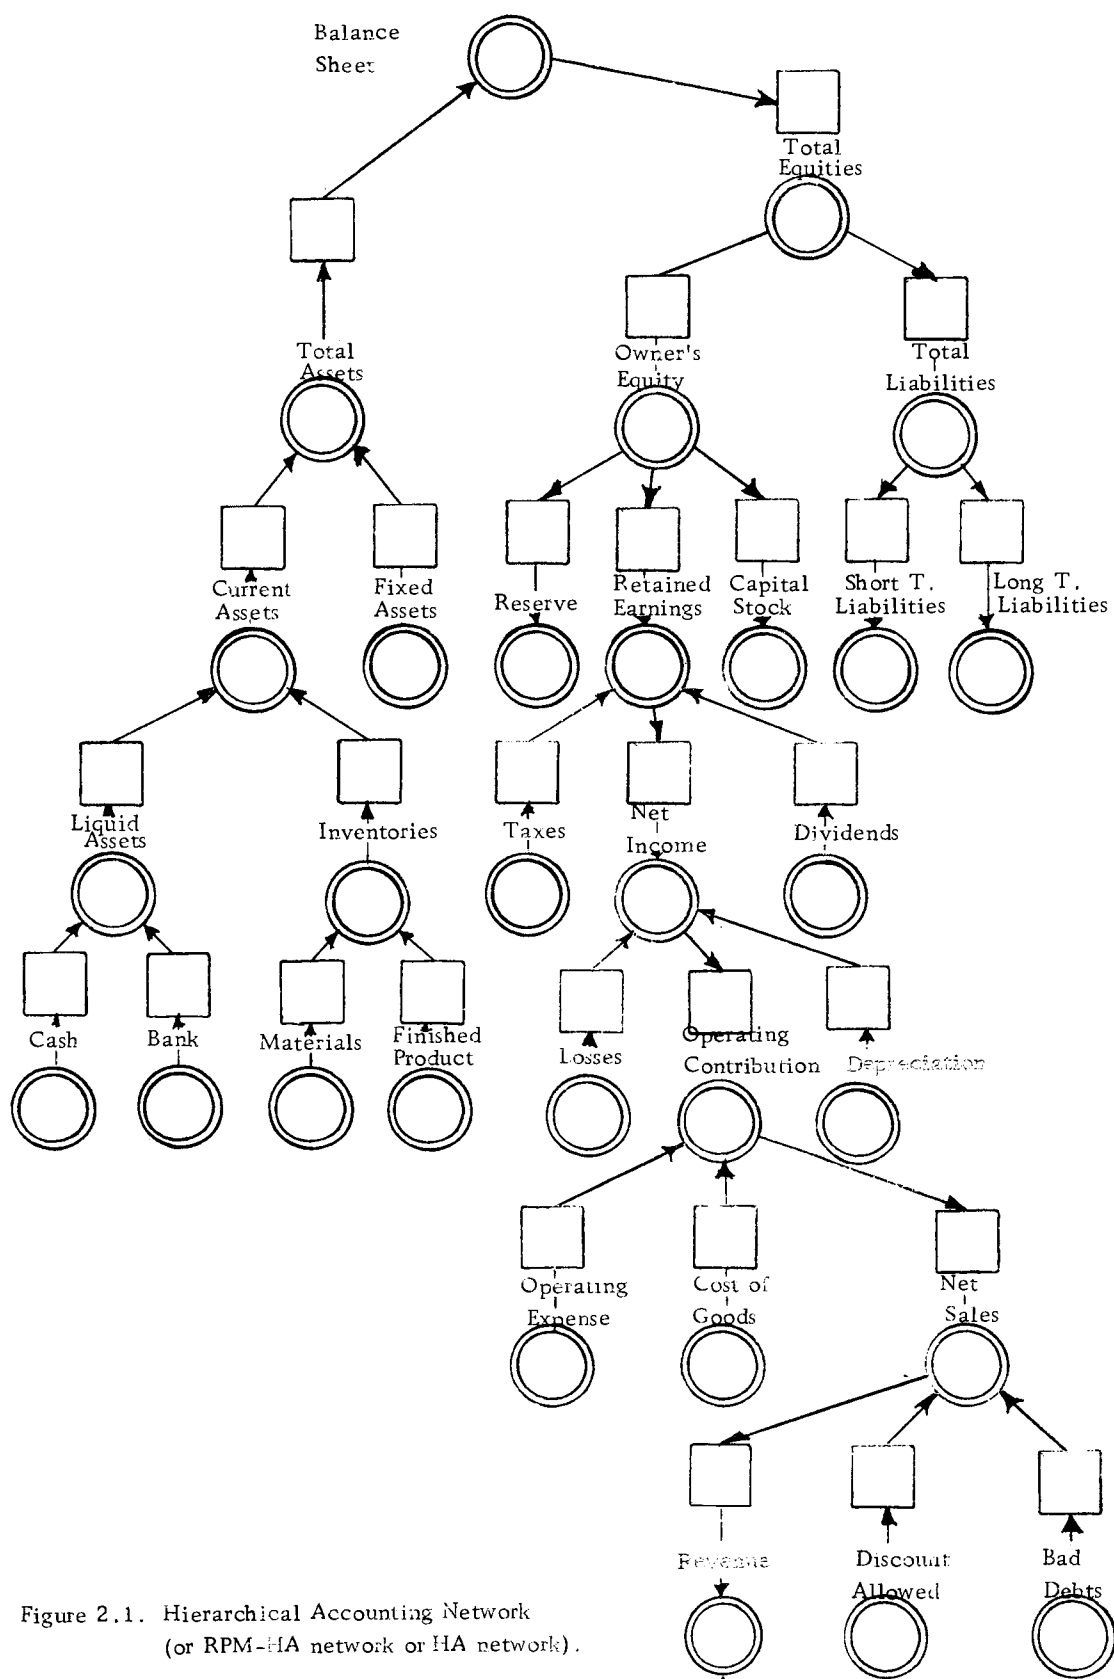 Balance
Sheet
Total
Equities
Total
Assets
Owner's
Equity
Total
Liabilities
Current
Assets
Fixed
Assets
Reserve
Retained
Earnings
Capital
Stock
Short T.
Liabilities
Long T.
Liabilities
Liquid
Assets
Inventories
Taxes
Net
Income
Dividends
Cash
Bank
Materials
Finished
Product
Losses
Operating
Contribution
Depreciation
Operating
Expense
Cost of
Goods
Net
Sales
Revenue
Discount
Allowed
Bad
Debts
Figure 2.1. Hierarchical Accounting Network
(or RPM-HA network or HA network).